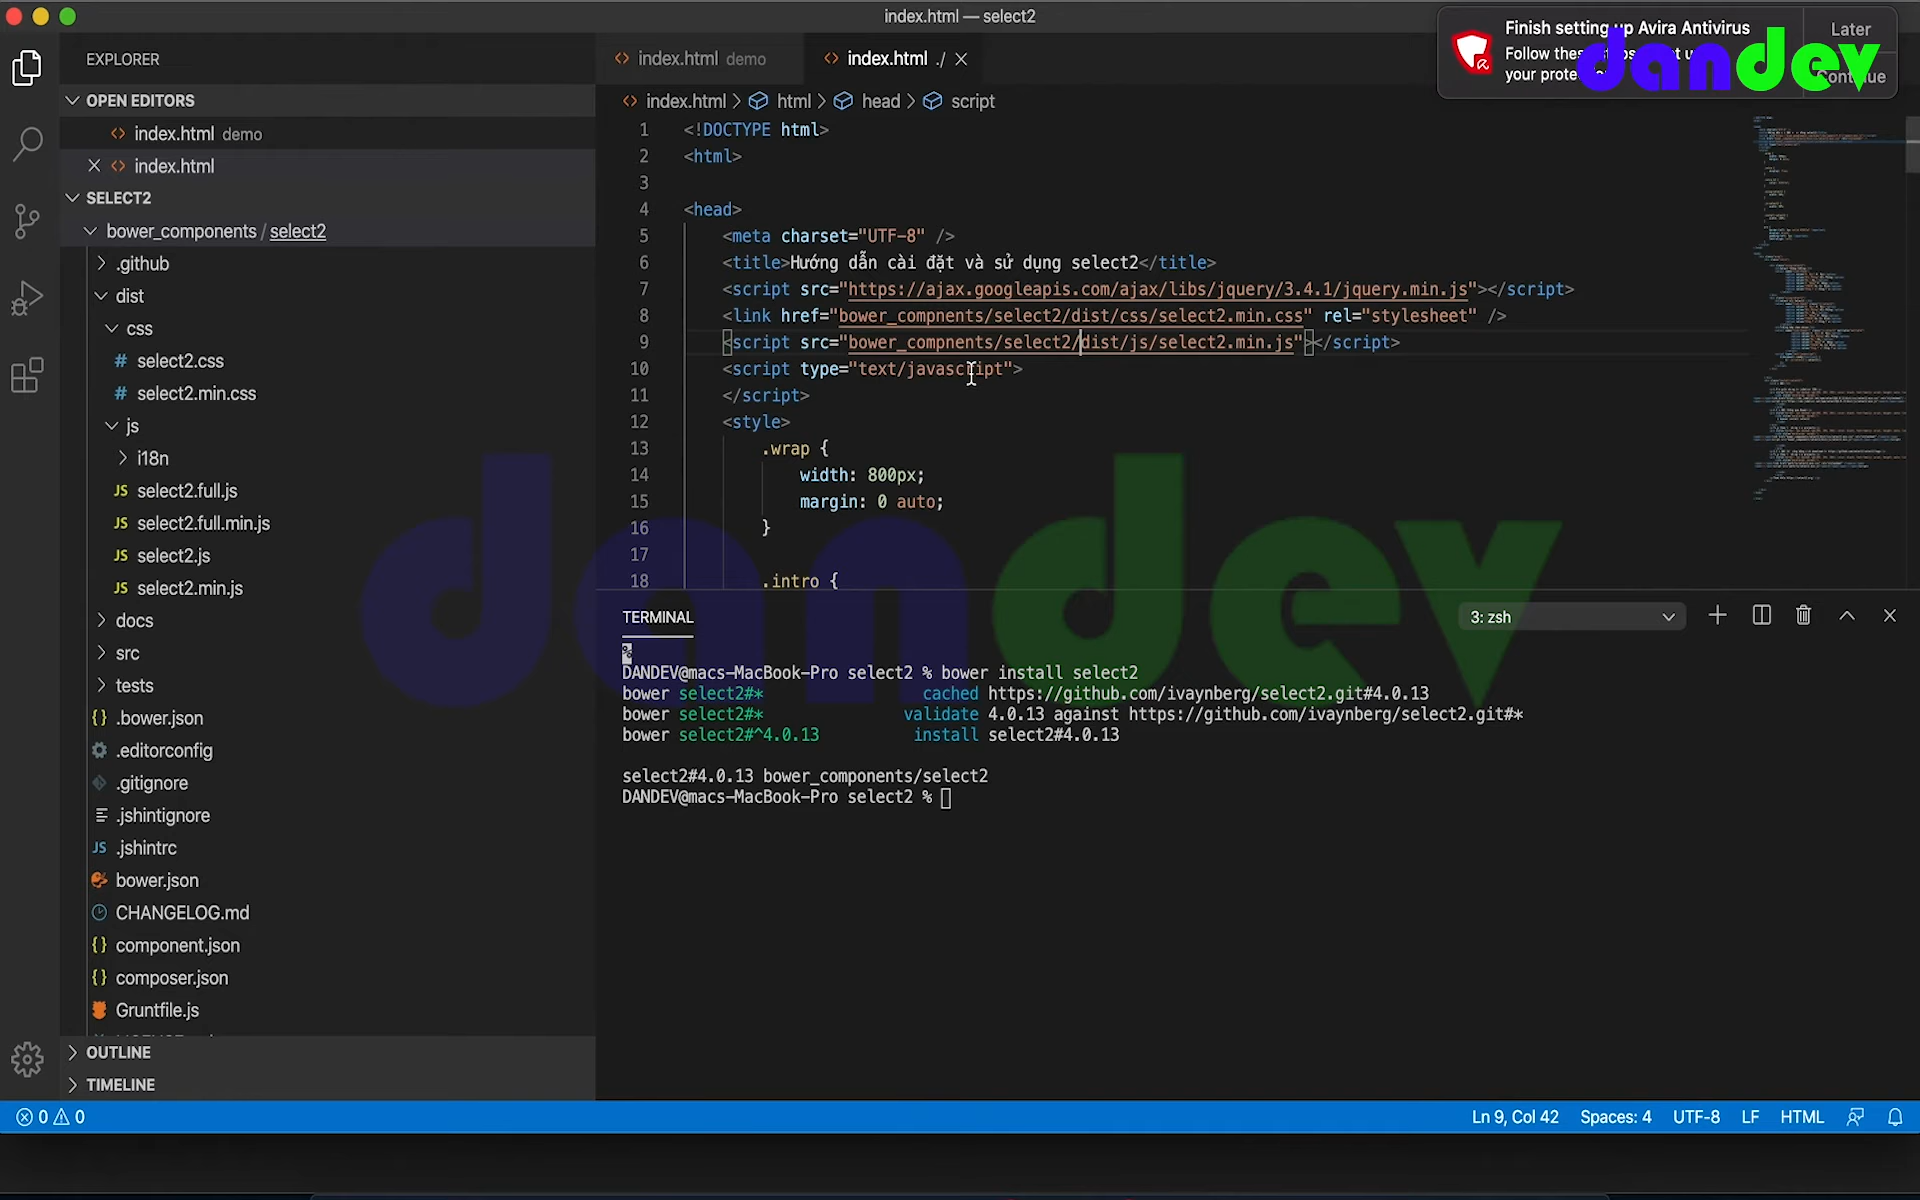 index.html — select2
Finish setting up Avira Antivirus
Later
Follow these
your prote
Continue
dandev
EXPLORER
index.html demo
index.html ./
OPEN EDITORS
index.html demo
index.html
SELECT2
bower_components / select2
.github
dist
css
# select2.css
# select2.min.css
js
i18n
JS select2.full.js
JS select2.full.min.js
JS select2.js
JS select2.min.js
docs
src
tests
{} .bower.json
.editorconfig
.gitignore
.jshintignore
JS .jshintrc
bower.json
CHANGELOG.md
{} component.json
{} composer.json
Gruntfile.js
OUTLINE
TIMELINE
index.html > html > head > script
1 <!DOCTYPE html>
2 <html>
3
4 <head>
5 <meta charset="UTF-8" />
6 <title>Hướng dẫn cài đặt và sử dụng select2</title>
7 <script src="https://ajax.googleapis.com/ajax/libs/jquery/3.4.1/jquery.min.js"></script>
8 <link href="bower_compnents/select2/dist/css/select2.min.css" rel="stylesheet" />
9 <script src="bower_compnents/select2/dist/js/select2.min.js"></script>
10 <script type="text/javascript">
11 </script>
12 <style>
13 .wrap {
14 width: 800px;
15 margin: 0 auto;
16 }
17
18 .intro {
dandev
TERMINAL
3: zsh
%
DANDEV@macs-MacBook-Pro select2 % bower install select2
bower select2#* cached https://github.com/ivaynberg/select2.git#4.0.13
bower select2#* validate 4.0.13 against https://github.com/ivaynberg/select2.git#*
bower select2#^4.0.13 install select2#4.0.13
select2#4.0.13 bower_components/select2
DANDEV@macs-MacBook-Pro select2 %
0 0
Ln 9, Col 42
Spaces: 4
UTF-8
LF
HTML